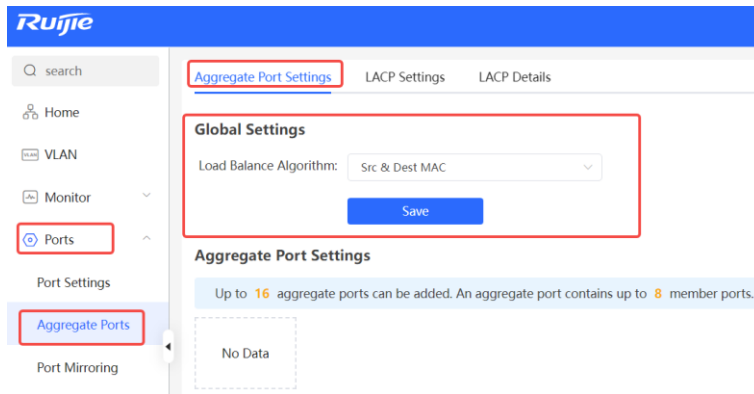 Ruijie
search
Home
VLAN
VLAN
Monitor
Ports
Port Settings
Aggregate Ports
Port Mirroring
Aggregate Port Settings LACP Settings LACP Details
Global Settings
Load Balance Algorithm: Src & Dest MAC
Save
Aggregate Port Settings
Up to 16 aggregate ports can be added. An aggregate port contains up to 8 member ports.
No Data